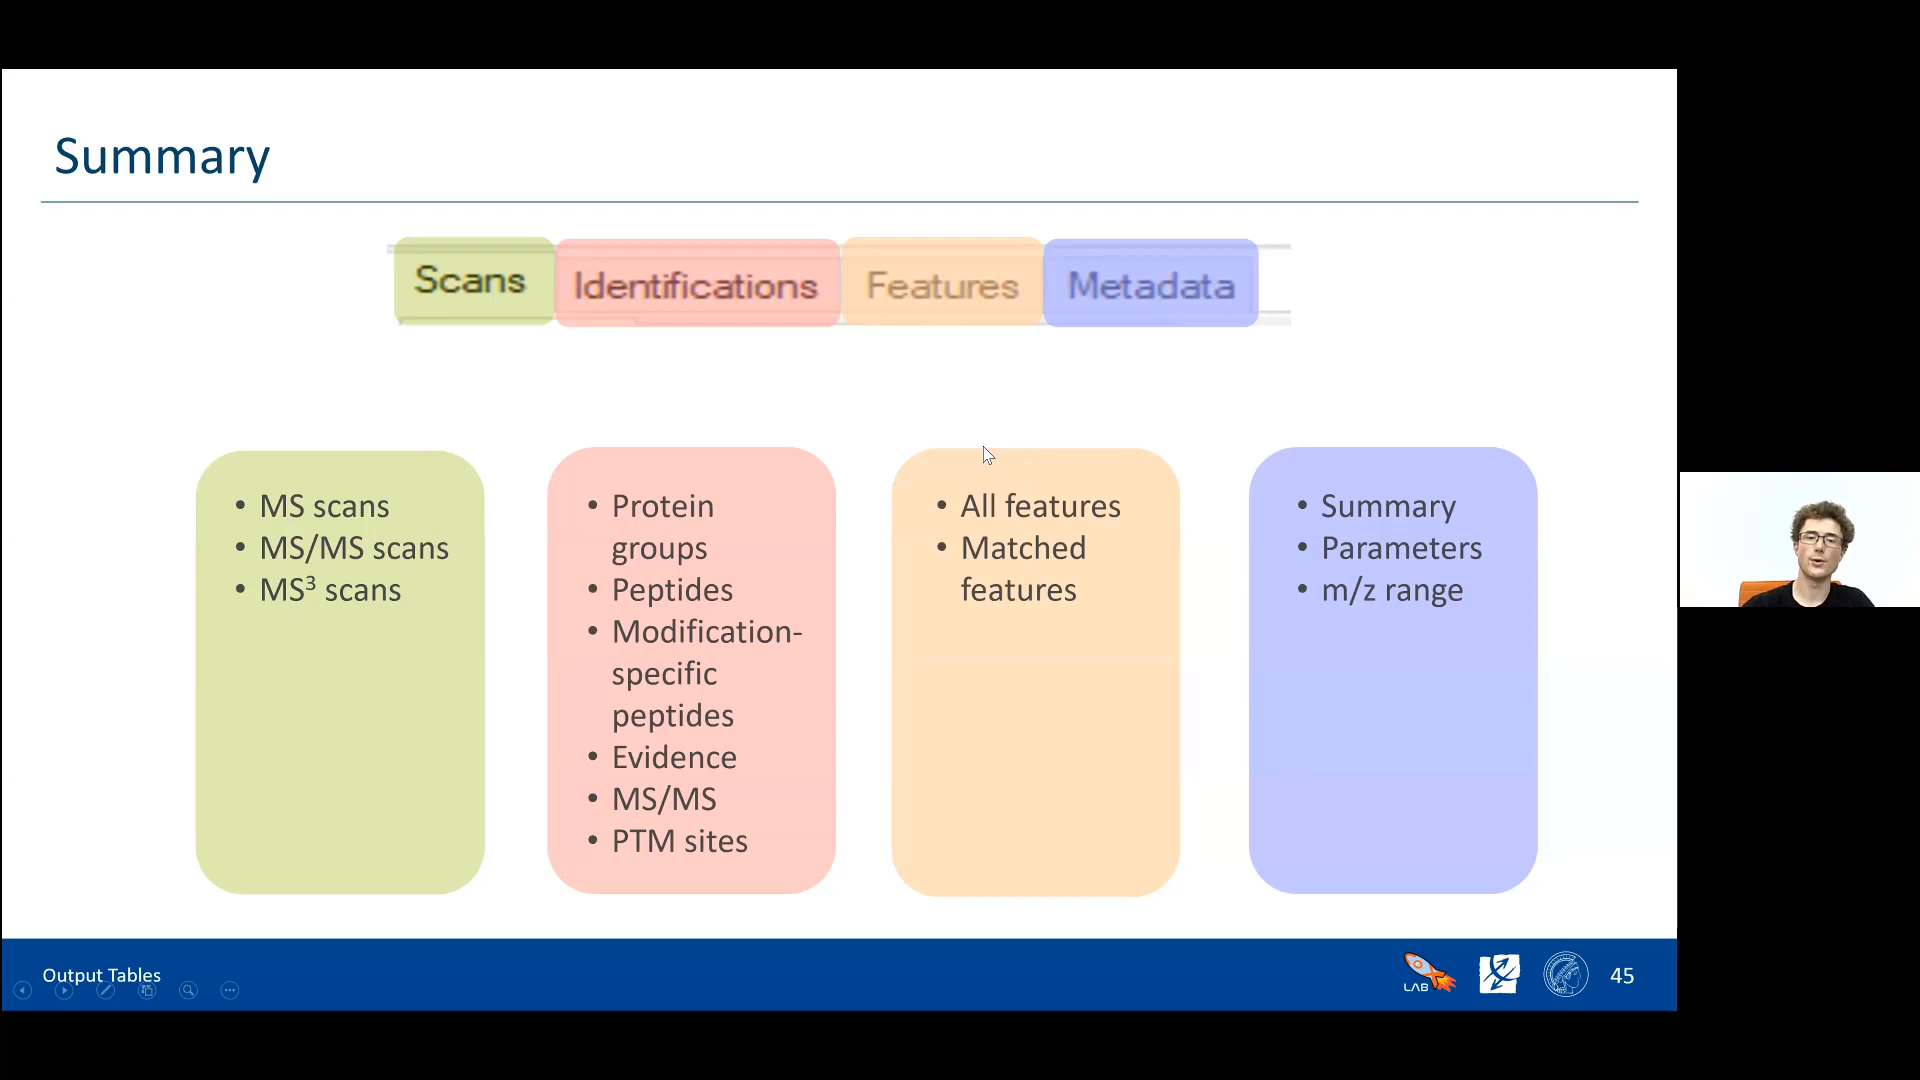 Summary
Scans Identifications Features Metadata
• MS scans
• MS/MS scans
• MS³ scans
• Protein
groups
• Peptides
• Modification-
specific
peptides
• Evidence
• MS/MS
• PTM sites
• All features
• Matched
features
• Summary
• Parameters
• m/z range
Output Tables
LAB
45